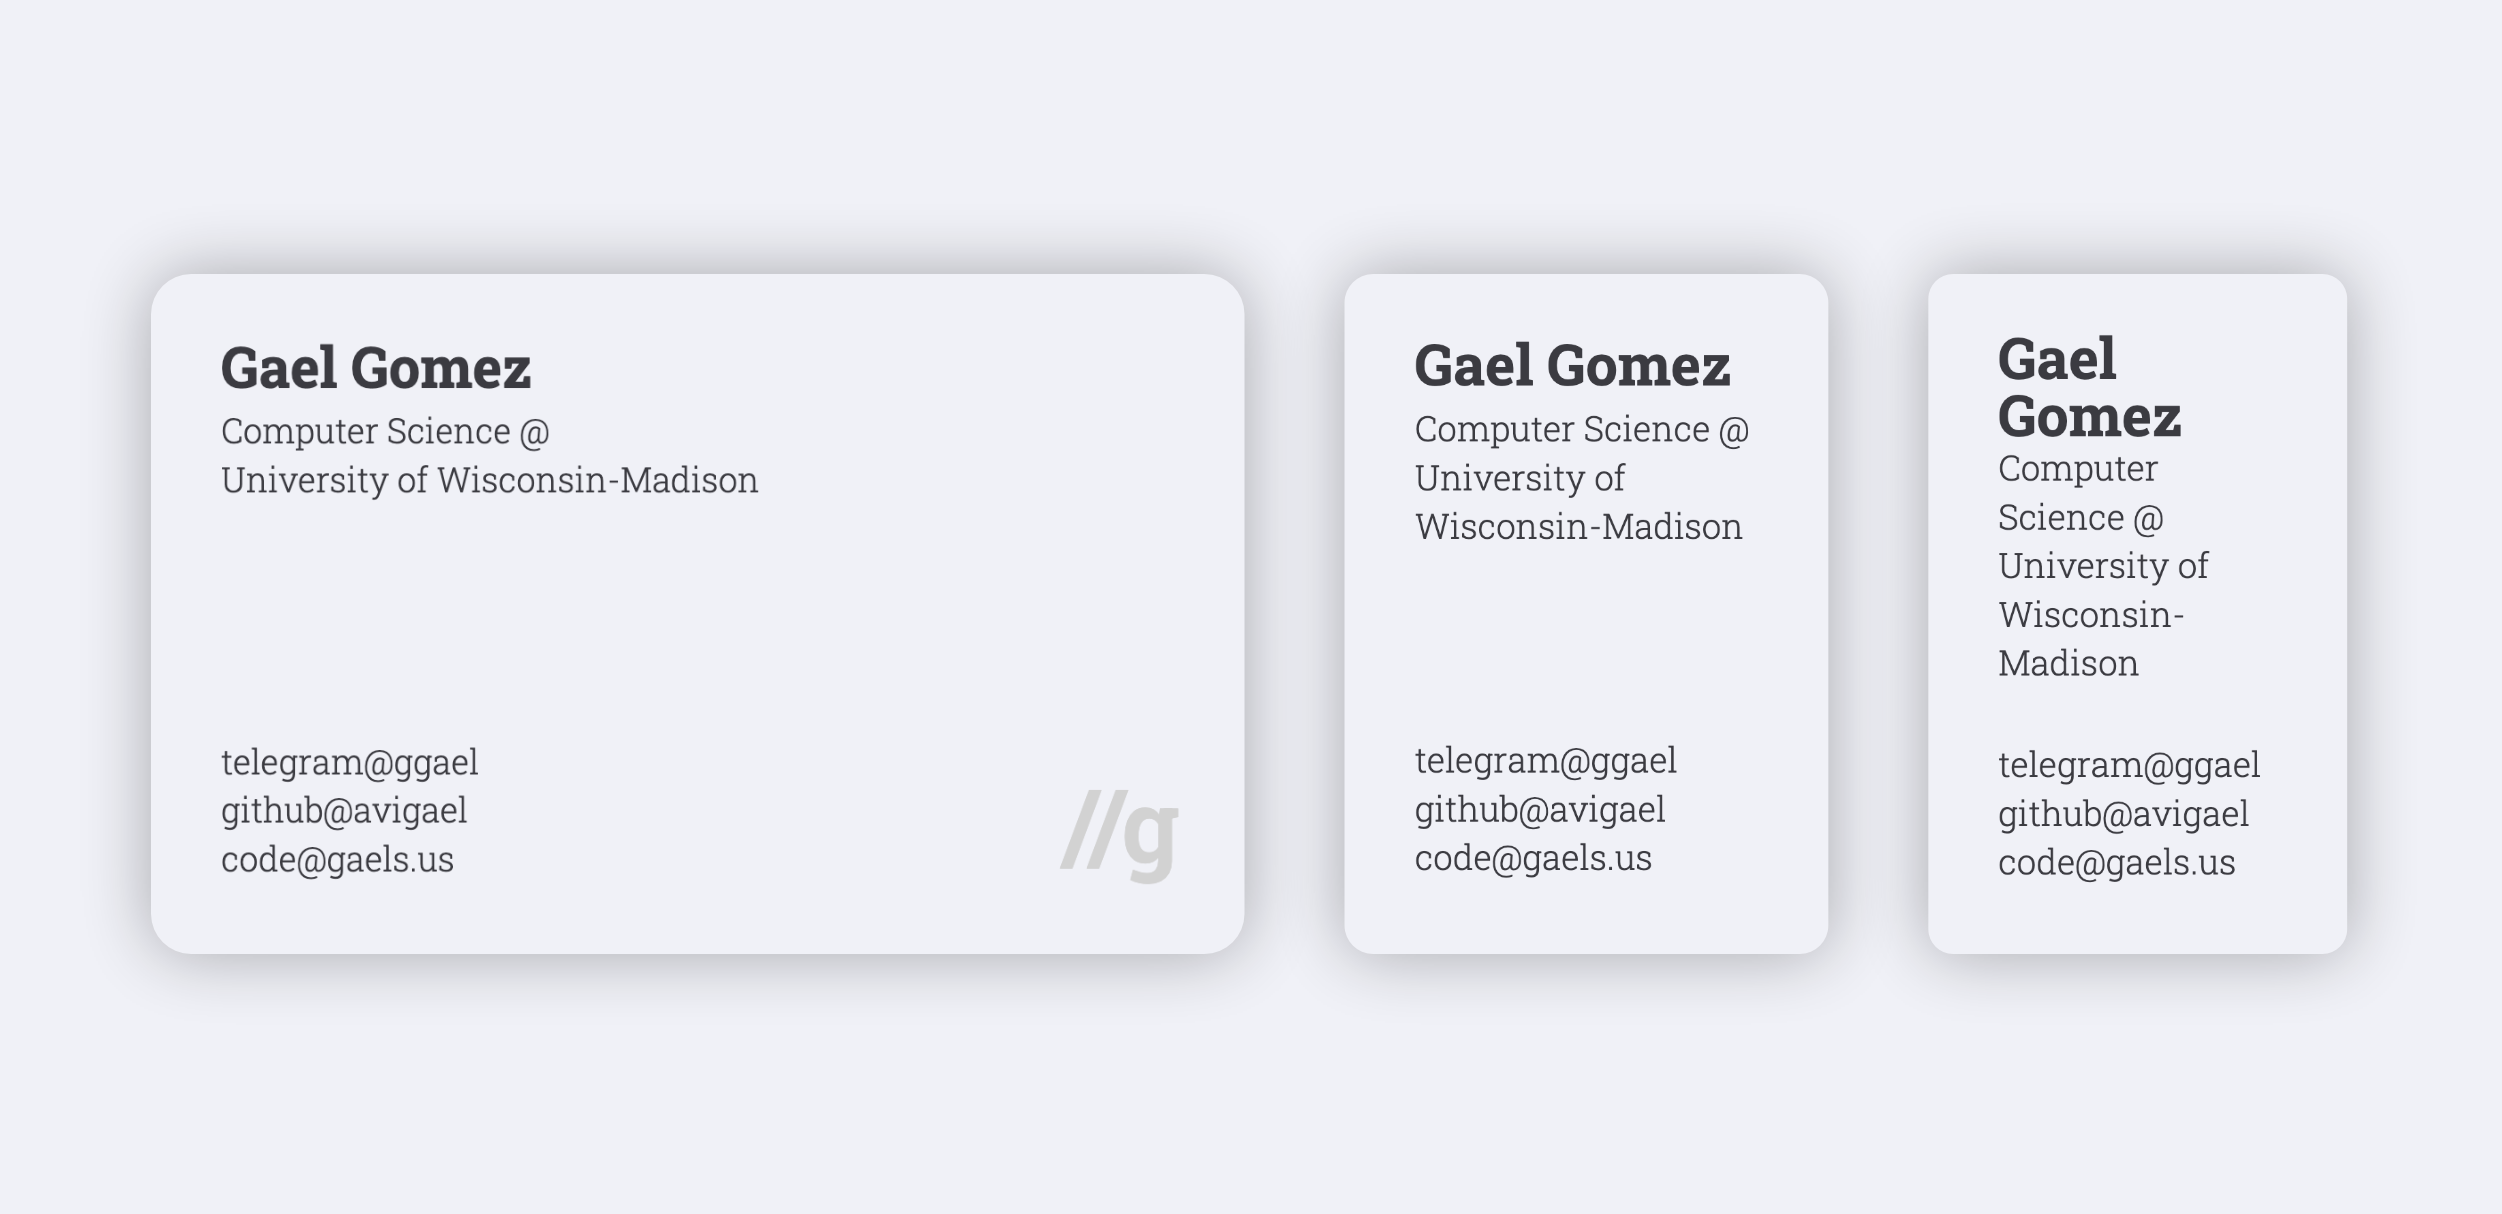 Gael Gomez
Computer Science @
University of Wisconsin-Madison
telegram@ggael
github@avigael
code@gaels.us
//g
Gael Gomez
Computer Science @
University of
Wisconsin-Madison
telegram@ggael
github@avigael
code@gaels.us
Gael
Gomez
Computer
Science @
University of
Wisconsin-
Madison
telegram@ggael
github@avigael
code@gaels.us